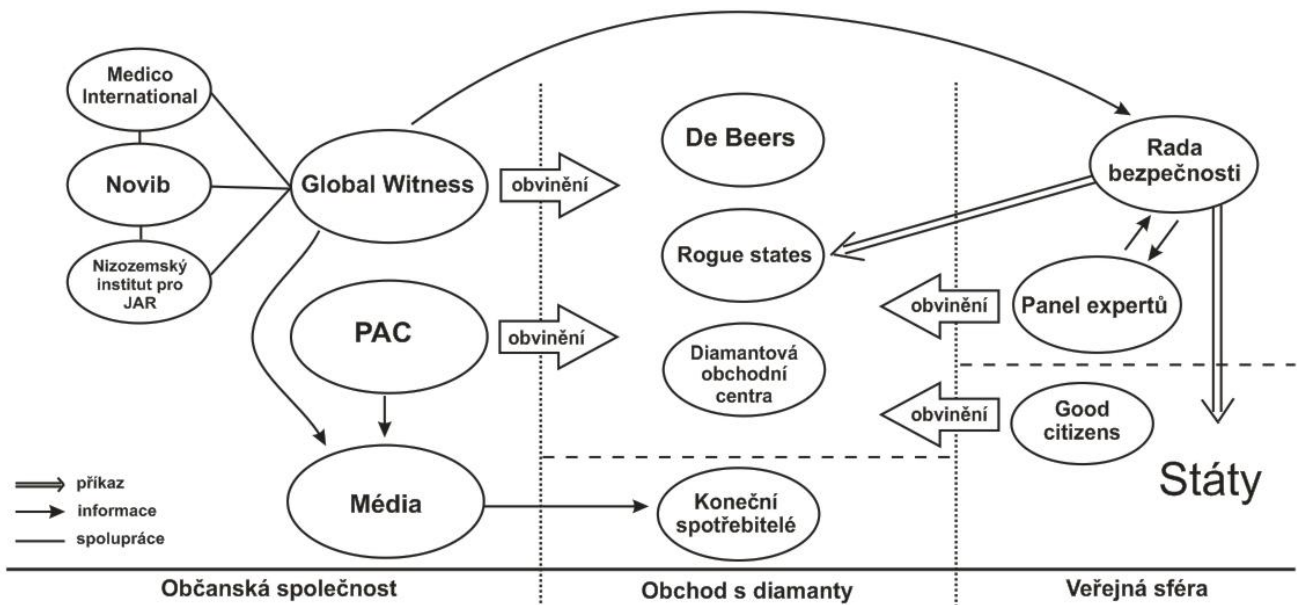 Medico
International
Novib
Nizozemský
institut pro
JAR
Global Witness
PAC
Média
obvinění
obvinění
De Beers
Rogue states
Diamantová
obchodní
centra
Koneční
spotřebitelé
Rada
bezpečnosti
obvinění
Panel expertů
obvinění
Good
citizens
Státy
příkaz
informace
spolupráce
Občanská společnost
Obchod s diamanty
Veřejná sféra